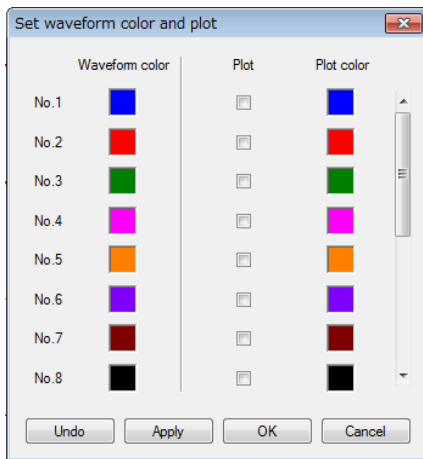 Set waveform color and plot
Waveform color Plot Plot color
No.1
No.2
No.3
No.4
No.5
No.6
No.7
No.8
Undo Apply OK Cancel